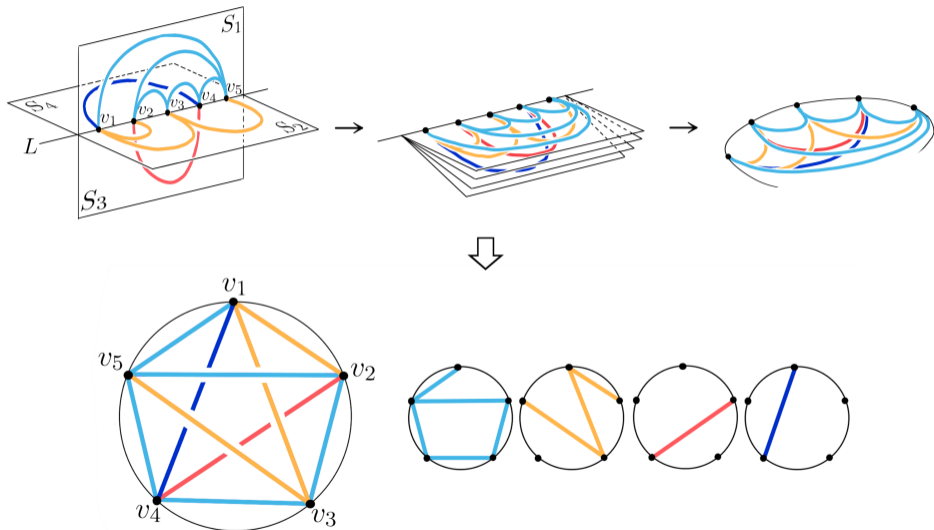 S₁
S₄
v₁ v₂ v₃ v₄ v₅
S₂
L
S₃
v₁
v₅
v₂
v₄
v₃